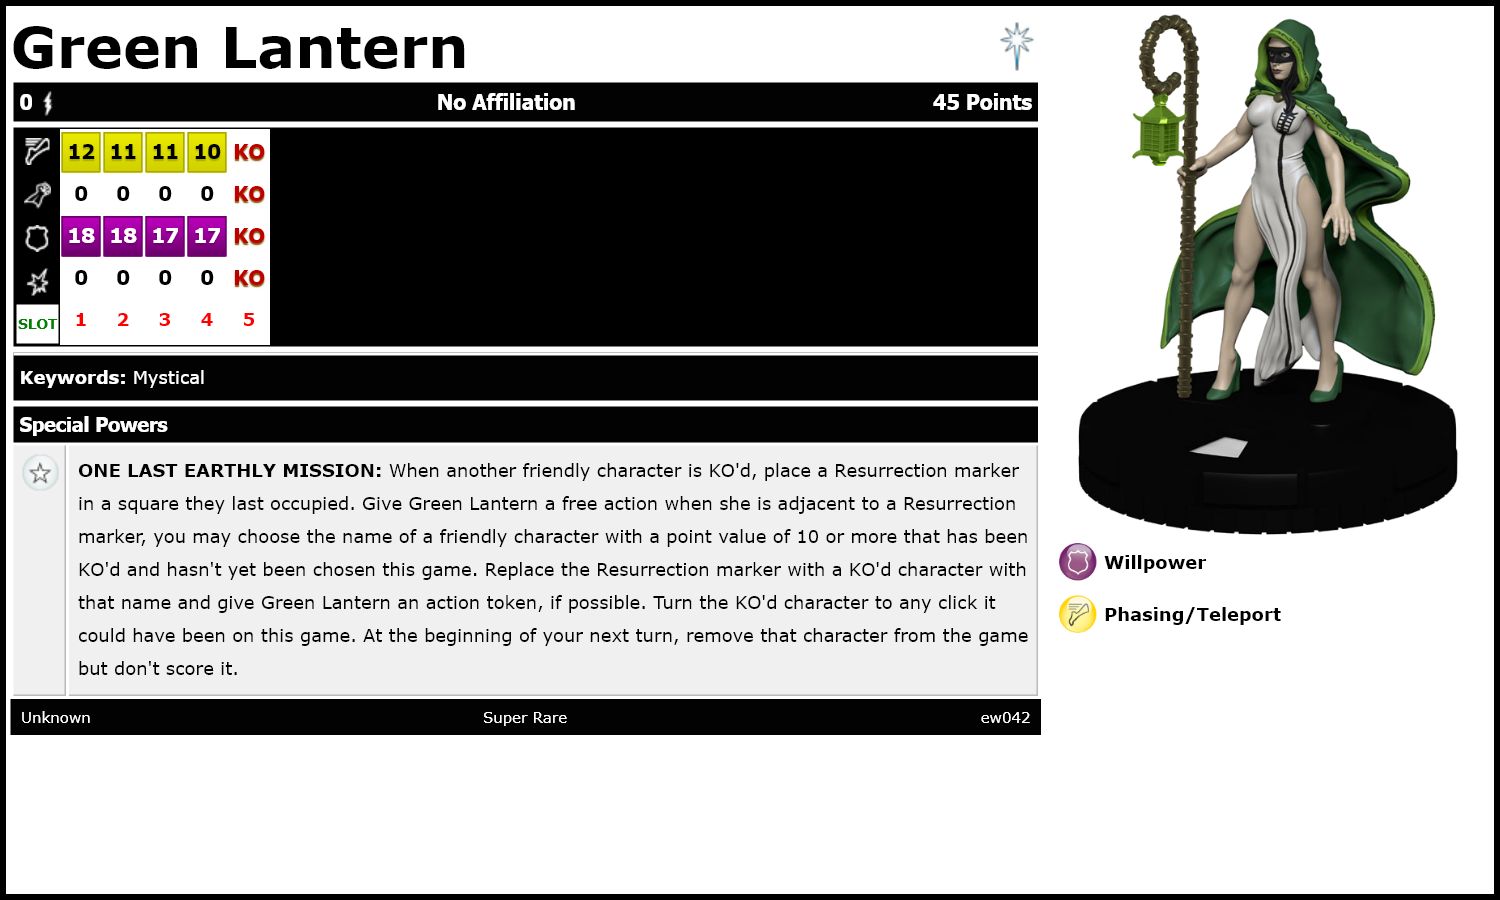 Green Lantern
0 No Affiliation 45 Points
12 11 11 10 KO
0 0 0 0 KO
18 18 17 17 KO
0 0 0 0 KO
SLOT 1 2 3 4 5
Keywords: Mystical
Special Powers
ONE LAST EARTHLY MISSION: When another friendly character is KO'd, place a Resurrection marker
in a square they last occupied. Give Green Lantern a free action when she is adjacent to a Resurrection
marker, you may choose the name of a friendly character with a point value of 10 or more that has been
KO'd and hasn't yet been chosen this game. Replace the Resurrection marker with a KO'd character with
that name and give Green Lantern an action token, if possible. Turn the KO'd character to any click it
could have been on this game. At the beginning of your next turn, remove that character from the game
but don't score it.
Unknown Super Rare ew042
Willpower
Phasing/Teleport